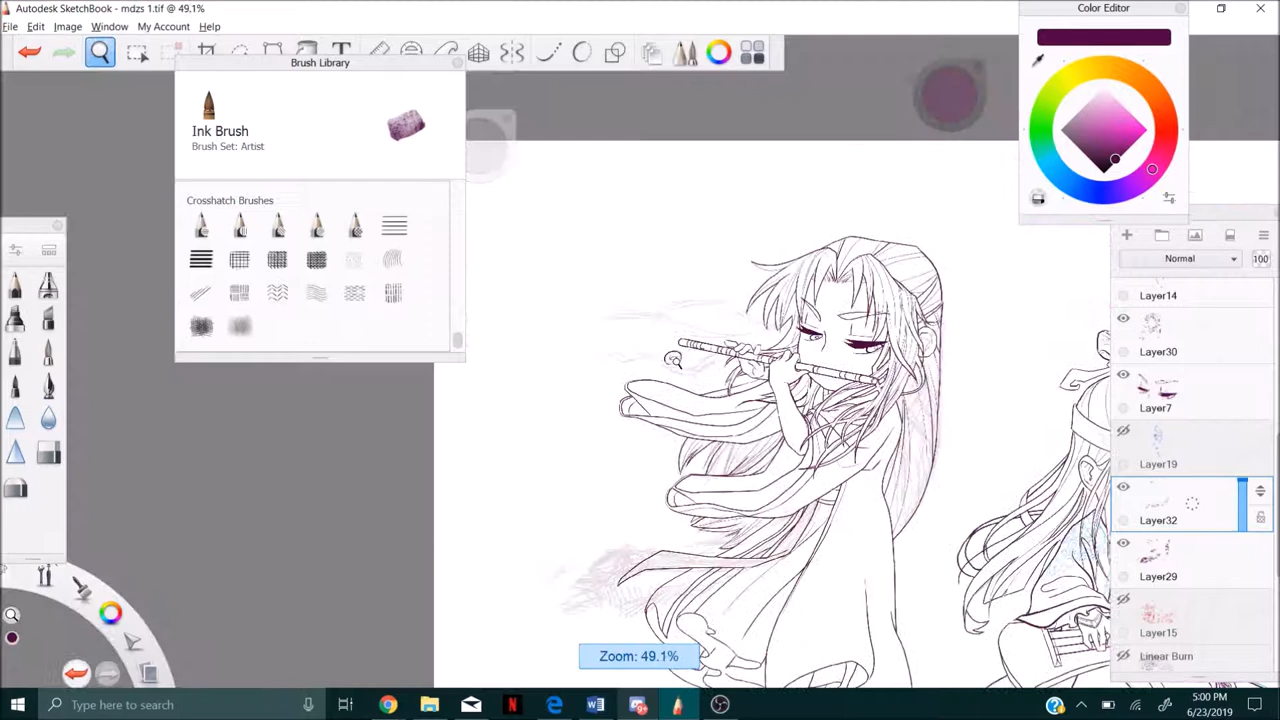 Autodesk SketchBook - mdzs 1.tif @ 49.1%
File Edit Image Window My Account Help
Brush Library
Ink Brush
Brush Set: Artist
Crosshatch Brushes
Color Editor
Normal
100
Layer14
Layer30
Layer7
Layer19
Layer32
Layer29
Layer15
Linear Burn
Zoom: 49.1%
Type here to search
5:00 PM
6/23/2019